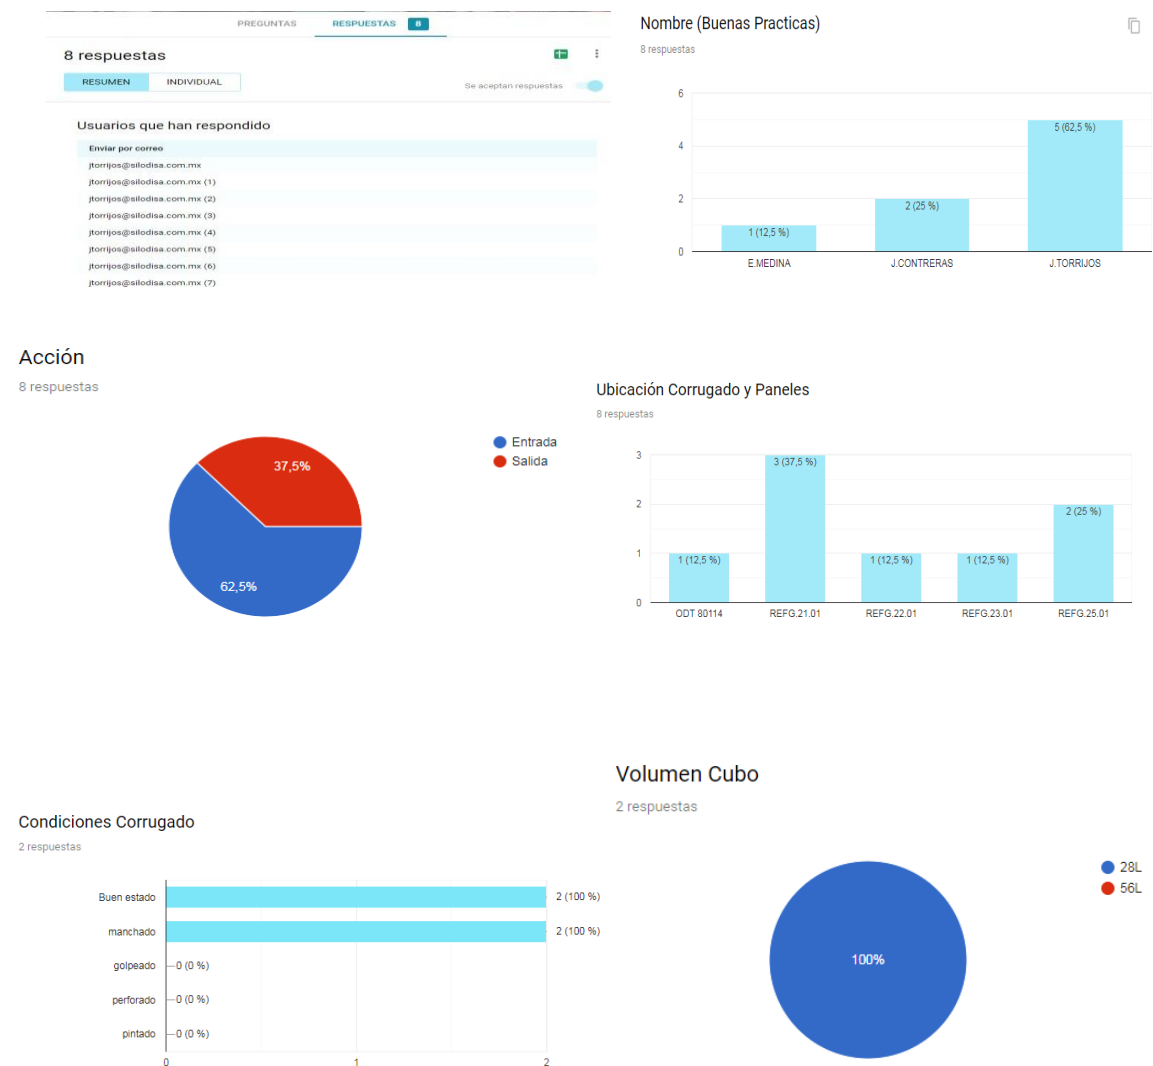 PREGUNTAS RESPUESTAS 8
8 respuestas
RESUMEN INDIVIDUAL
Se aceptan respuestas
Usuarios que han respondido
Enviar por correo
jtorrijos@silodisa.com.mx
jtorrijos@silodisa.com.mx (1)
jtorrijos@silodisa.com.mx (2)
jtorrijos@silodisa.com.mx (3)
jtorrijos@silodisa.com.mx (4)
jtorrijos@silodisa.com.mx (5)
jtorrijos@silodisa.com.mx (6)
jtorrijos@silodisa.com.mx (7)
Nombre (Buenas Practicas)
8 respuestas
6
4
2
0
5 (62,5 %)
2 (25 %)
1 (12,5 %)
E.MEDINA J.CONTRERAS J.TORRIJOS
Acción
8 respuestas
Entrada
Salida
37,5%
62,5%
Ubicación Corrugado y Paneles
8 respuestas
3
2
1
0
3 (37,5 %)
2 (25 %)
1 (12,5 %) 1 (12,5 %) 1 (12,5 %)
ODT 80114 REFG.21.01 REFG.22.01 REFG.23.01 REFG.25.01
Condiciones Corrugado
2 respuestas
Buen estado 2 (100 %)
manchado 2 (100 %)
golpeado 0 (0 %)
perforado 0 (0 %)
pintado 0 (0 %)
0 1 2
Volumen Cubo
2 respuestas
28L
56L
100%